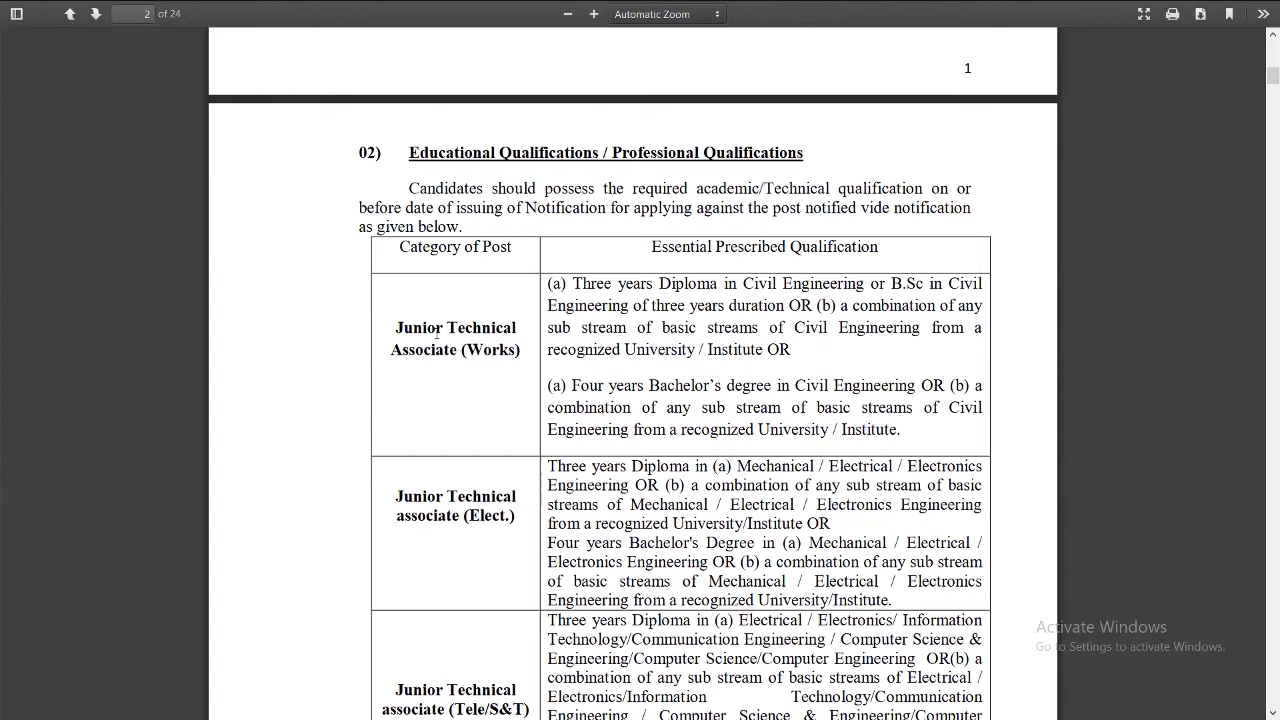 2 of 24
Automatic Zoom
1
02) Educational Qualifications / Professional Qualifications
Candidates should possess the required academic/Technical qualification on or
before date of issuing of Notification for applying against the post notified vide notification
as given below.
Category of Post
Essential Prescribed Qualification
Junior Technical
Associate (Works)
(a) Three years Diploma in Civil Engineering or B.Sc in Civil
Engineering of three years duration OR (b) a combination of any
sub stream of basic streams of Civil Engineering from a
recognized University / Institute OR
(a) Four years Bachelor’s degree in Civil Engineering OR (b) a
combination of any sub stream of basic streams of Civil
Engineering from a recognized University / Institute.
Junior Technical
associate (Elect.)
Three years Diploma in (a) Mechanical / Electrical / Electronics
Engineering OR (b) a combination of any sub stream of basic
streams of Mechanical / Electrical / Electronics Engineering
from a recognized University/Institute OR
Four years Bachelor's Degree in (a) Mechanical / Electrical /
Electronics Engineering OR (b) a combination of any sub stream
of basic streams of Mechanical / Electrical / Electronics
Engineering from a recognized University/Institute.
Junior Technical
associate (Tele/S&T)
Three years Diploma in (a) Electrical / Electronics/ Information
Technology/Communication Engineering / Computer Science &
Engineering/Computer Science/Computer Engineering OR(b) a
combination of any sub stream of basic streams of Electrical /
Electronics/Information Technology/Communication
Engineering / Computer Science & Engineering/Computer
Activate Windows
Go to Settings to activate Windows.